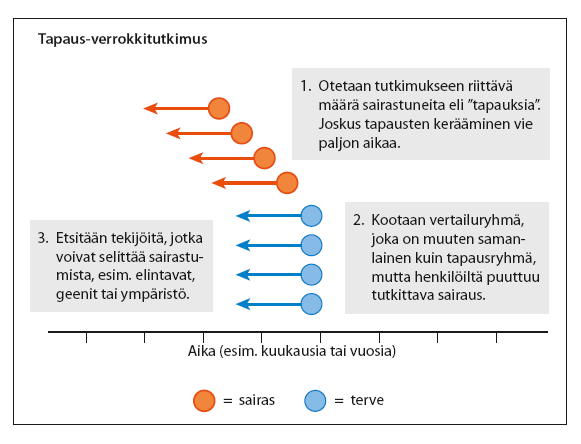 Tapaus-verrokkitutkimus
1. Otetaan tutkimukseen riittävä
määrä sairastuneita eli ”tapauksia”.
Joskus tapausten kerääminen vie
paljon aikaa.
2. Kootaan vertailuryhmä,
joka on muuten saman-
lainen kuin tapausryhmä,
mutta henkilöiltä puuttuu
tutkittava sairaus.
3. Etsitään tekijöitä, jotka
voivat selittää sairastu-
mista, esim. elintavat,
geenit tai ympäristö.
Aika (esim. kuukausia tai vuosia)
= sairas
= terve